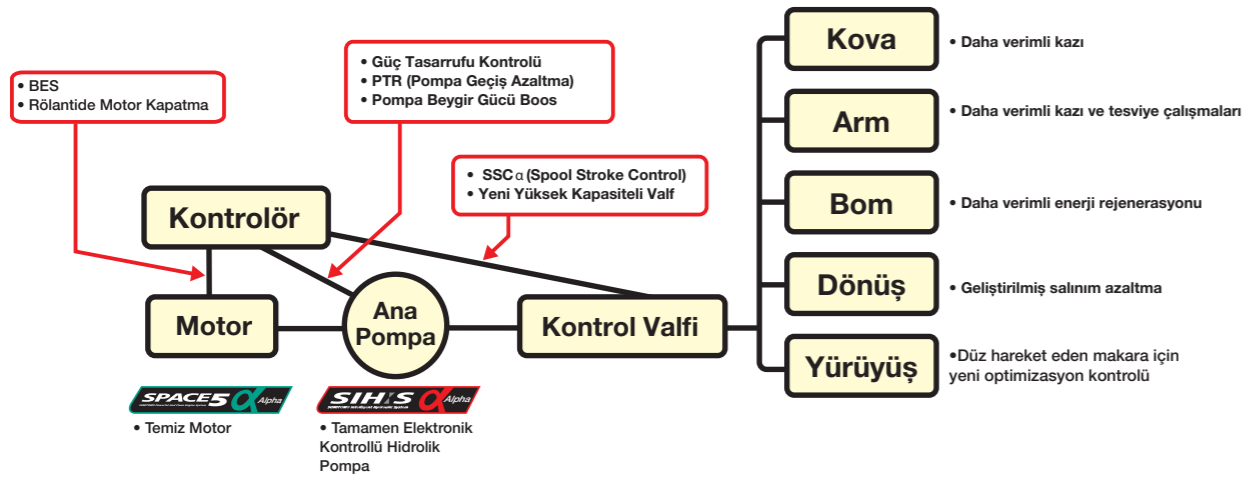 • BES
• Rölantide Motor Kapatma
• Güç Tasarrufu Kontrolü
• PTR (Pompa Geçiş Azaltma)
• Pompa Beygir Gücü Boos
• SSCα (Spool Stroke Control)
• Yeni Yüksek Kapasiteli Valf
Kontrolör
Motor
Ana
Pompa
Kontrol Valfi
Kova
• Daha verimli kazı
Arm
• Daha verimli kazı ve tesviye çalışmaları
Bom
• Daha verimli enerji rejenerasyonu
Dönüş
• Geliştirilmiş salınım azaltma
Yürüyüş
•Düz hareket eden makara için
yeni optimizasyon kontrolü
SPACE5 α Alpha
• Temiz Motor
SIH:S α Alpha
• Tamamen Elektronik
Kontrollü Hidrolik
Pompa